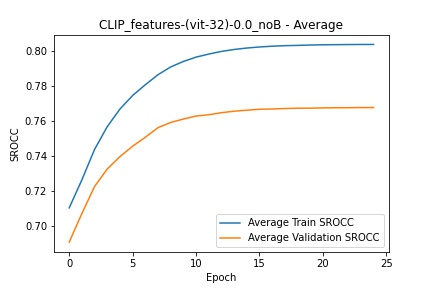 CLIP_features-(vit-32)-0.0_noB - Average
SROCC
0.80
0.78
0.76
0.74
0.72
0.70
Average Train SROCC
Average Validation SROCC
0 5 10 15 20 25
Epoch